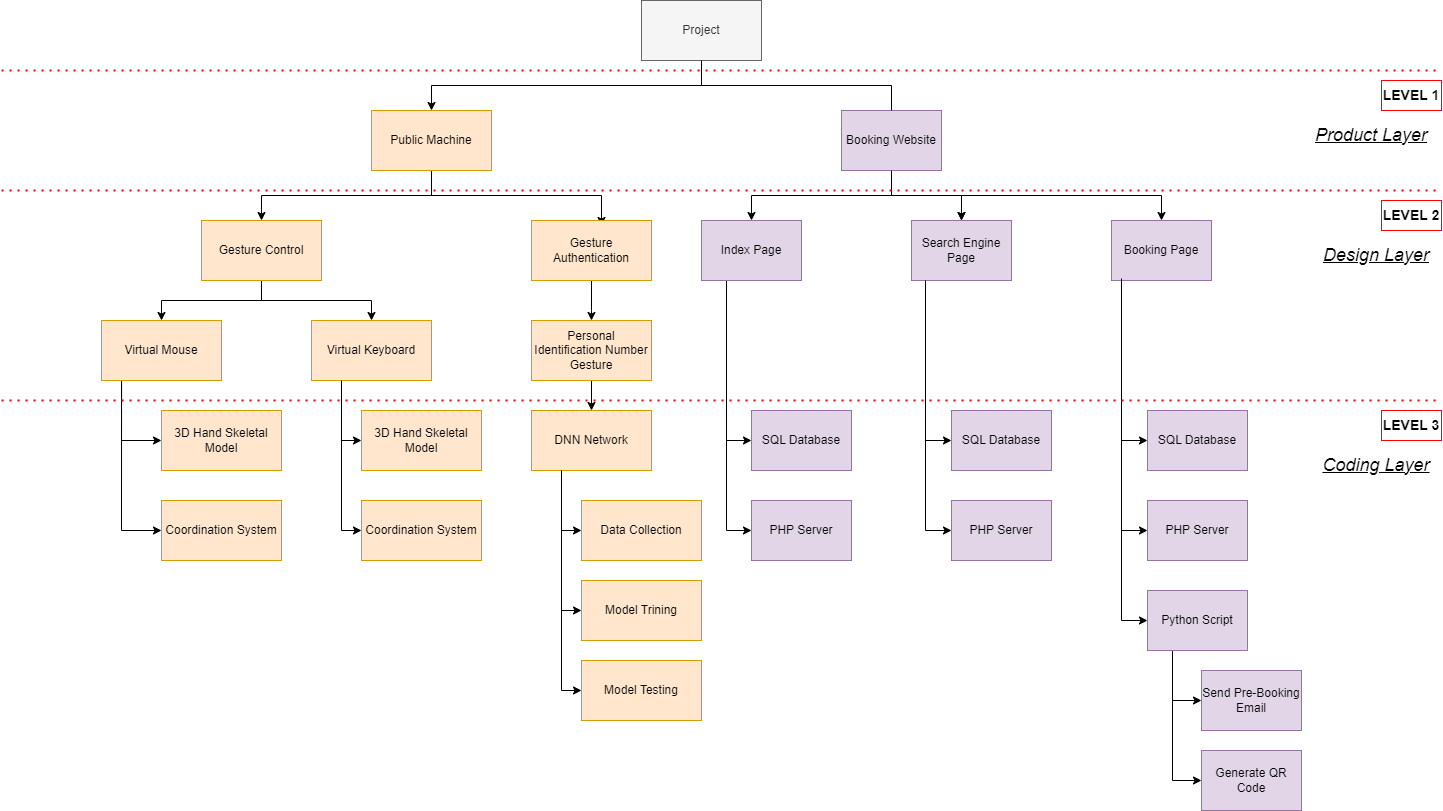 Project
LEVEL 1
Product Layer
Public Machine
Booking Website
LEVEL 2
Design Layer
Gesture Control
Gesture
Authentication
Index Page
Search Engine
Page
Booking Page
Virtual Mouse
Virtual Keyboard
Personal
Identification Number
Gesture
LEVEL 3
Coding Layer
3D Hand Skeletal
Model
3D Hand Skeletal
Model
DNN Network
SQL Database
SQL Database
SQL Database
Coordination System
Coordination System
Data Collection
PHP Server
PHP Server
PHP Server
Model Trining
Python Script
Model Testing
Send Pre-Booking
Email
Generate QR
Code